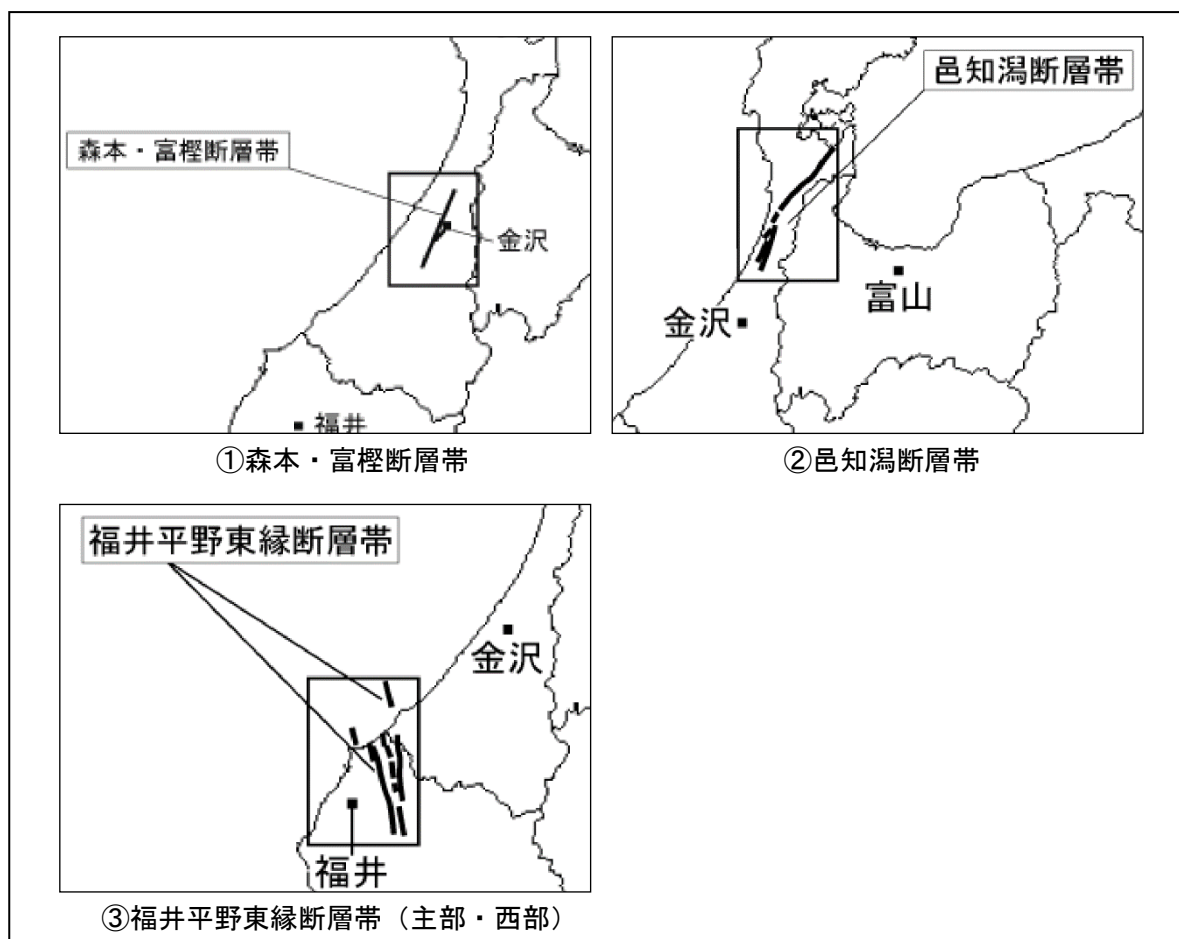 森本・富樫断層帯
金沢
福井
①森本・富樫断層帯
邑知潟断層帯
富山
金沢
②邑知潟断層帯
福井平野東縁断層帯
金沢
福井
③福井平野東縁断層帯（主部・西部）